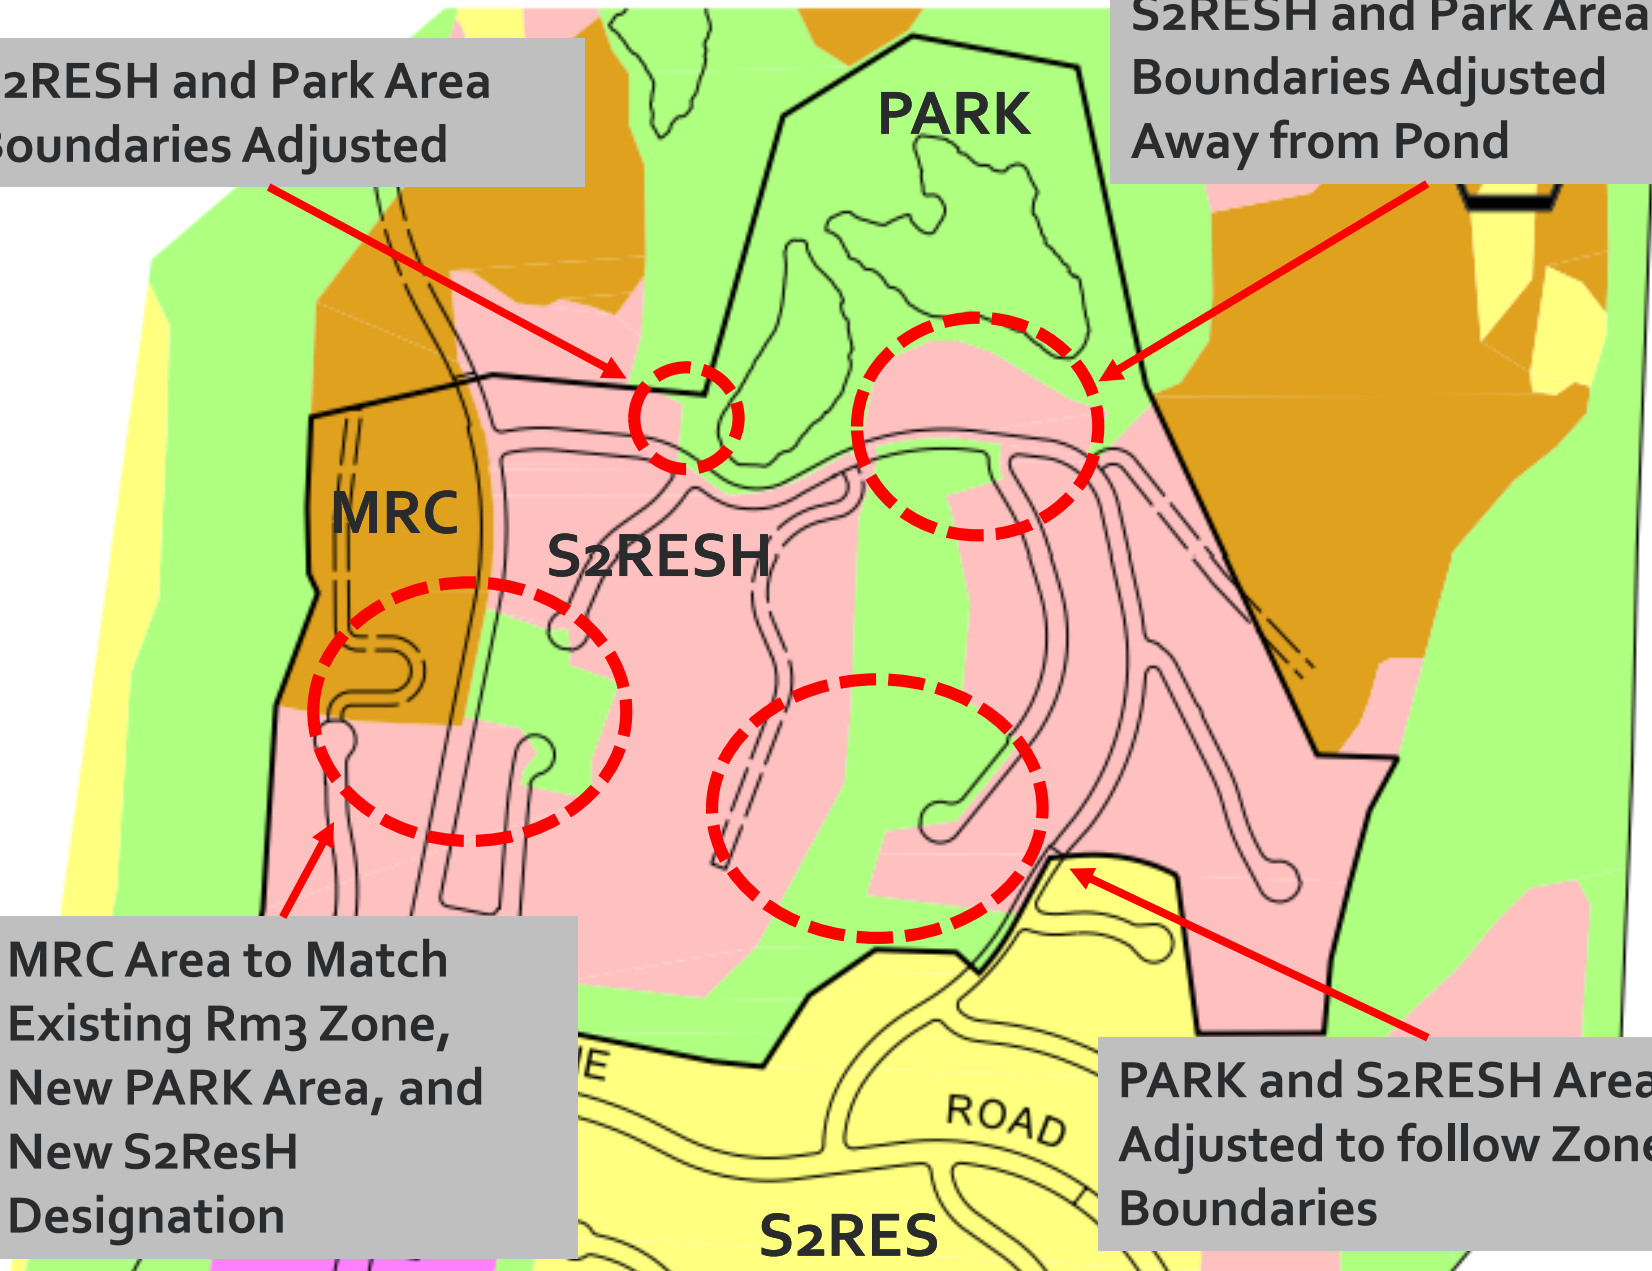 2RESH and Park Area
Boundaries Adjusted
S2RESH and Park Area
Boundaries Adjusted
Away from Pond
PARK
MRC
S2RESH
MRC Area to Match
Existing Rm3 Zone,
New PARK Area, and
New S2ResH
Designation
PARK and S2RESH Area
Adjusted to follow Zone
Boundaries
ROAD
S2RES